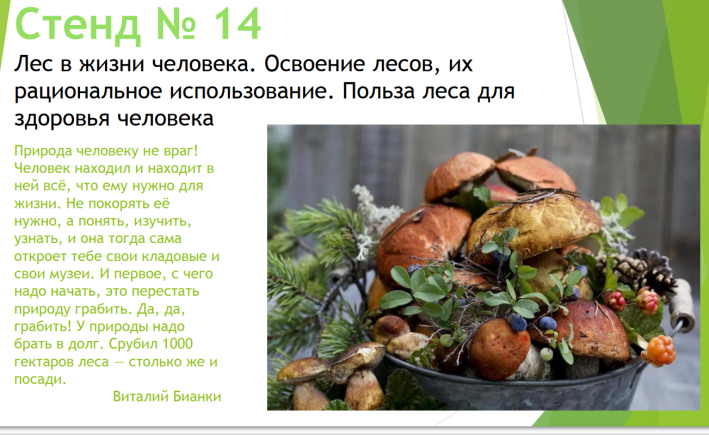 Стенд № 14
Лес в жизни человека. Освоение лесов, их
рациональное использование. Польза леса для
здоровья человека
Природа человеку не враг!
Человек находил и находит в
ней всё, что ему нужно для
жизни. Не покорять её
нужно, а понять, изучить,
узнать, и она тогда сама
откроет тебе свои кладовые и
свои музеи. И первое, с чего
надо начать, это перестать
природу грабить. Да, да,
грабить! У природы надо
брать в долг. Срубил 1000
гектаров леса — столько же и
посади.
Виталий Бианки